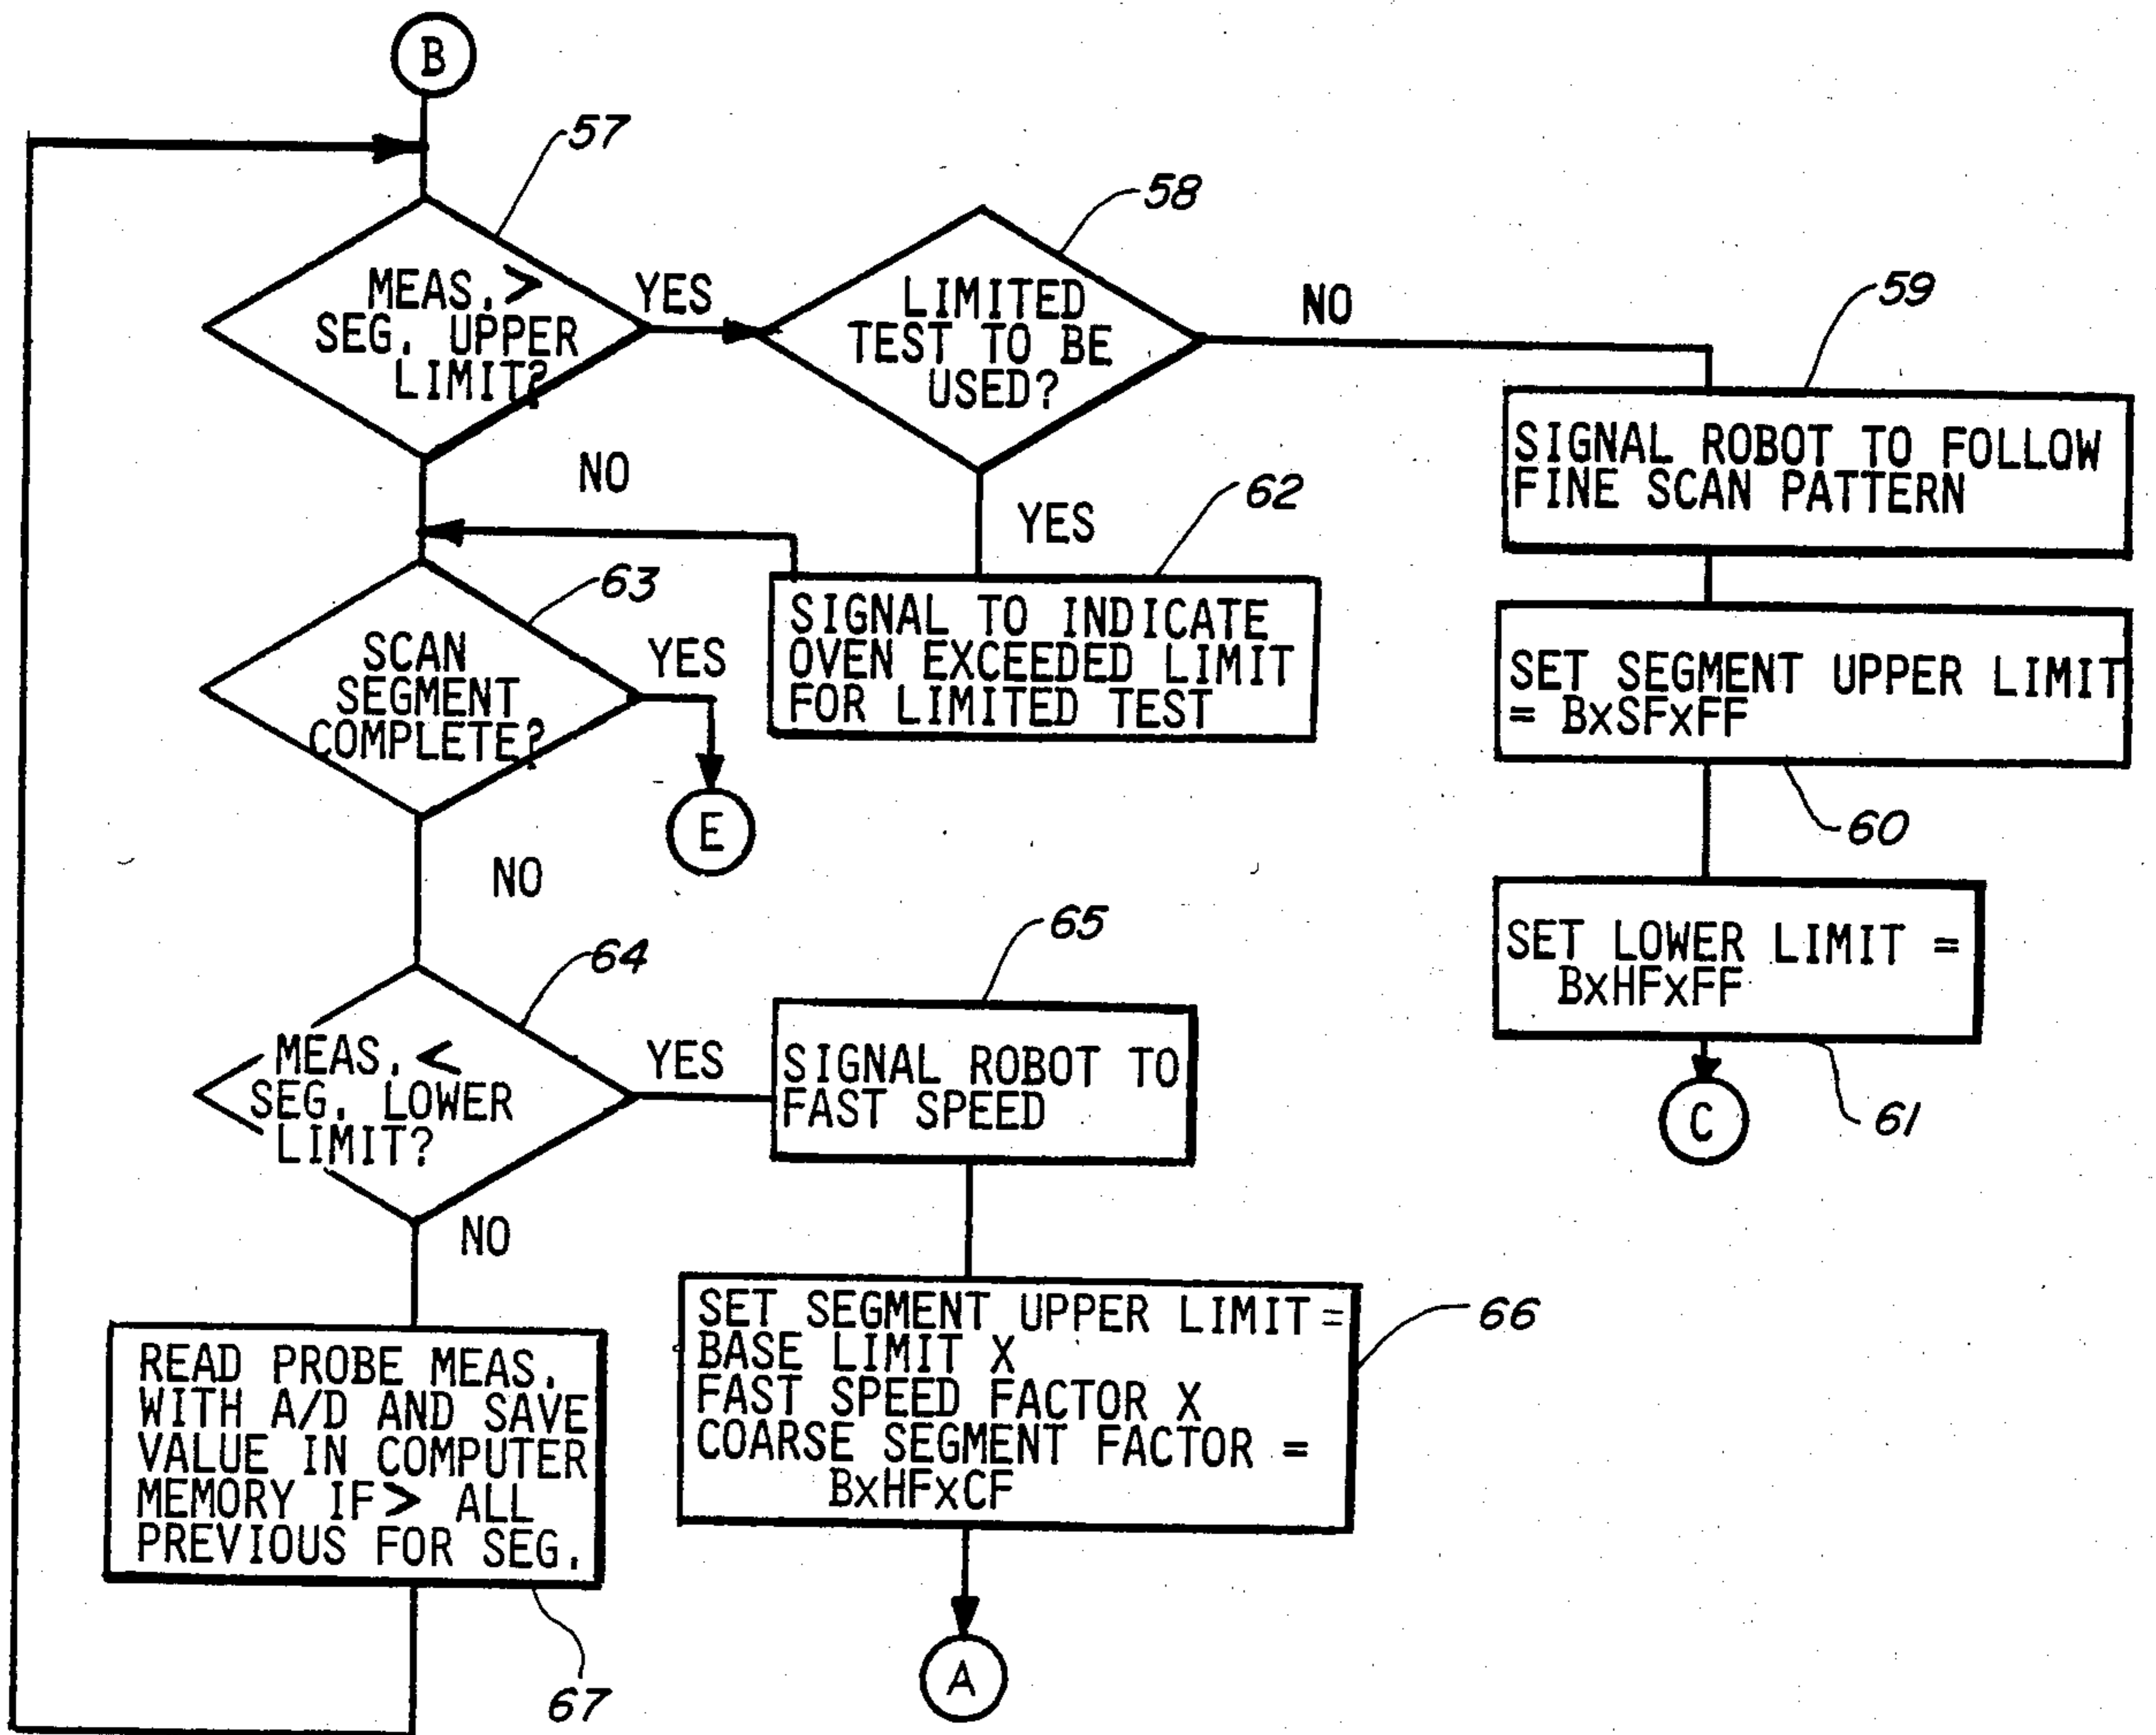 B
57
MEAS. >
SEG. UPPER
LIMIT?
YES
NO
58
LIMITED
TEST TO BE
USED?
NO
YES
59
SIGNAL ROBOT TO FOLLOW
FINE SCAN PATTERN
SET SEGMENT UPPER LIMIT
= BxSFxFF
60
SET LOWER LIMIT =
BxHFxFF
61
C
62
SIGNAL TO INDICATE
OVEN EXCEEDED LIMIT
FOR LIMITED TEST
63
SCAN
SEGMENT
COMPLETE?
YES
E
NO
64
MEAS. <
SEG. LOWER
LIMIT?
YES
NO
65
SIGNAL ROBOT TO
FAST SPEED
66
SET SEGMENT UPPER LIMIT =
BASE LIMIT X
FAST SPEED FACTOR X
COARSE SEGMENT FACTOR =
BxHFxCF
A
READ PROBE MEAS.
WITH A/D AND SAVE
VALUE IN COMPUTER
MEMORY IF > ALL
PREVIOUS FOR SEG.
67